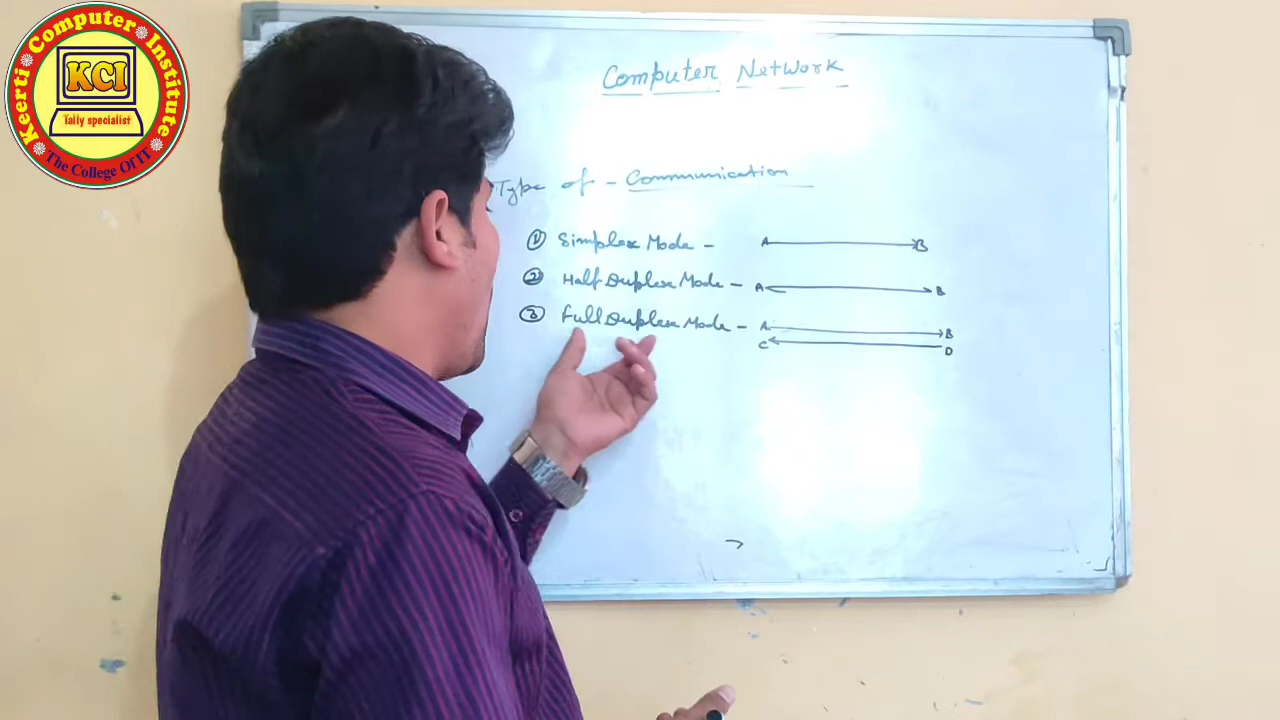 Keerti Computer Institute
KCI
Tally specialist
The College Of IT
Computer Network
Type of - Communication
① Simplex Mode - A B
② Half Duplex Mode - A B
③ Full Duplex Mode - A B
C D